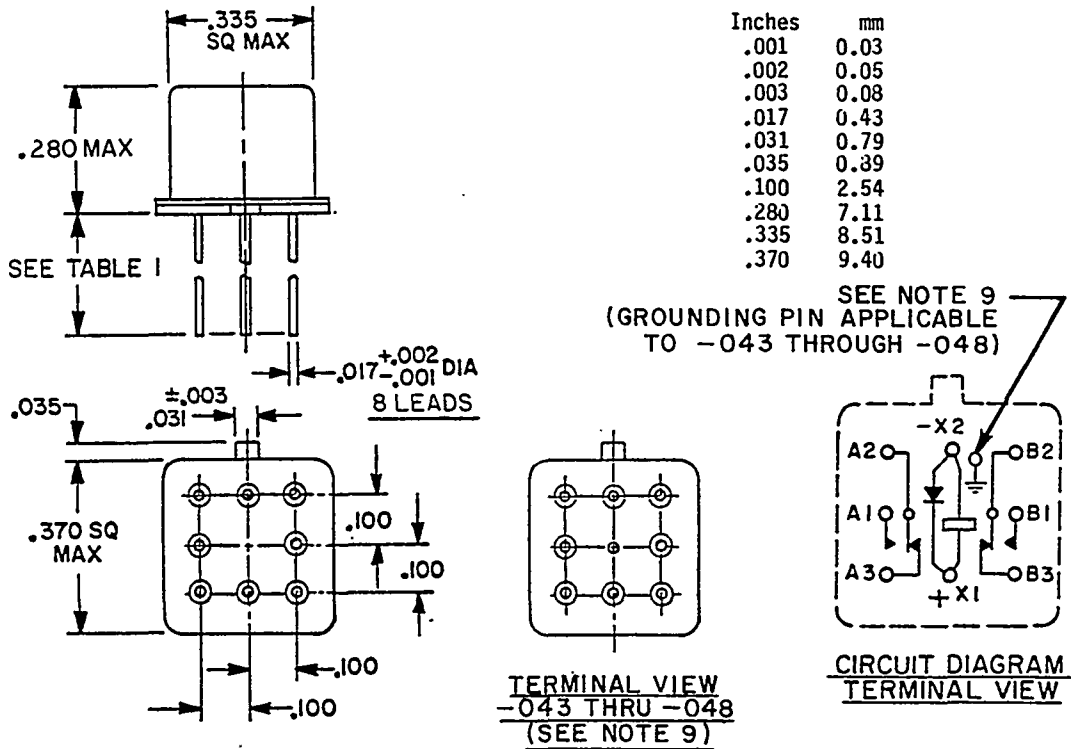 .335
SQ MAX
.280 MAX
SEE TABLE I
.017 +.002 -.001 DIA
8 LEADS
±.003
.031
.035
.370 SQ
MAX
.100
.100
.100
.100
Inches mm
.001 0.03
.002 0.05
.003 0.08
.017 0.43
.031 0.79
.035 0.89
.100 2.54
.280 7.11
.335 8.51
.370 9.40
SEE NOTE 9
(GROUNDING PIN APPLICABLE
TO -043 THROUGH -048)
TERMINAL VIEW
-043 THRU -048
(SEE NOTE 9)
-X2
A2
B2
A1
B1
A3
B3
+ X1
CIRCUIT DIAGRAM
TERMINAL VIEW